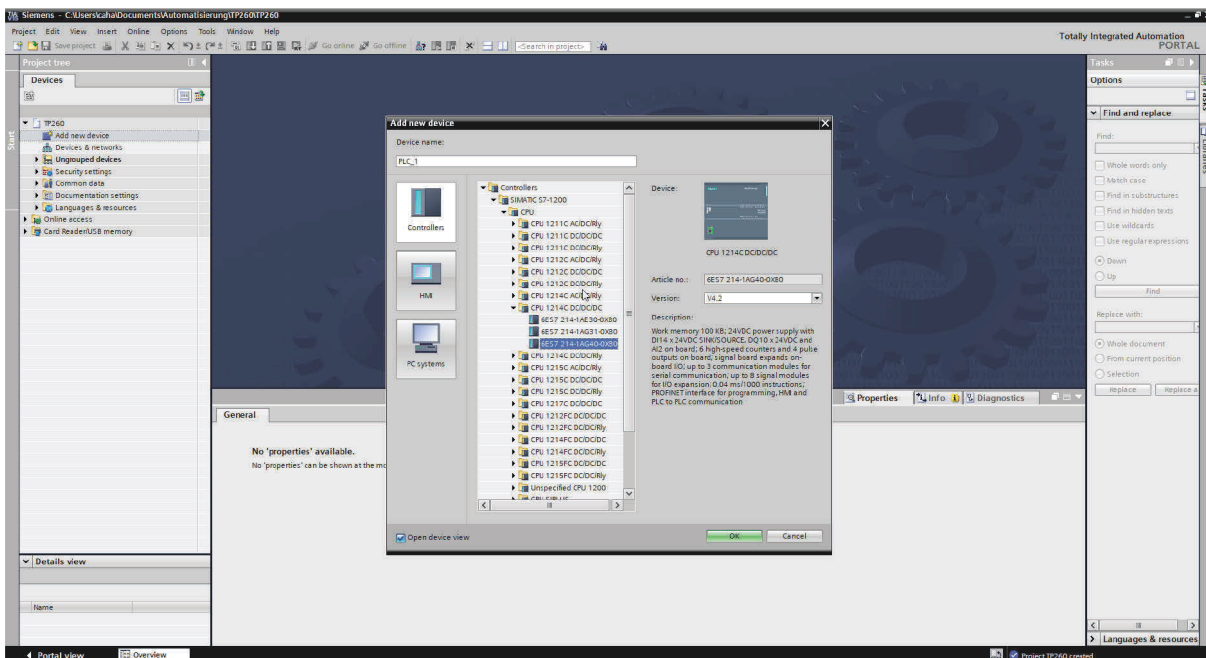 Siemens - C:\Users\caha\Documents\Automatisierung\TP260\TP260
Project Edit View Insert Online Options Tools Window Help
Save project
Go online
Go offline
<Search in project>
Totally Integrated Automation
PORTAL
Project tree
Devices
Start
TP260
Add new device
Devices & networks
Ungrouped devices
Security settings
Common data
Documentation settings
Languages & resources
Online access
Card Reader/USB memory
Details view
Name
General
No 'properties' available.
No 'properties' can be shown at the mo
Properties
Info
Diagnostics
Add new device
Device name:
PLC_1
Controllers
HMI
PC systems
Controllers
SIMATIC S7-1200
CPU
CPU 1211C AC/DC/Rly
CPU 1211C DC/DC/DC
CPU 1211C DC/DC/Rly
CPU 1212C AC/DC/Rly
CPU 1212C DC/DC/DC
CPU 1212C DC/DC/Rly
CPU 1214C AC/DC/Rly
CPU 1214C DC/DC/DC
6ES7 214-1AE30-0XB0
6ES7 214-1AG31-0XB0
6ES7 214-1AG40-0XB0
CPU 1214C DC/DC/Rly
CPU 1215C AC/DC/Rly
CPU 1215C DC/DC/DC
CPU 1215C DC/DC/Rly
CPU 1217C DC/DC/DC
CPU 1212FC DC/DC/DC
CPU 1212FC DC/DC/Rly
CPU 1214FC DC/DC/DC
CPU 1214FC DC/DC/Rly
CPU 1215FC DC/DC/DC
CPU 1215FC DC/DC/Rly
Unspecified CPU 1200
CPU SIPLUS
Device:
CPU 1214C DC/DC/DC
Article no.: 6ES7 214-1AG40-0XB0
Version: V4.2
Description:
Work memory 100 KB; 24VDC power supply with
DI14 x 24VDC SINK/SOURCE, DQ10 x 24VDC and
AI2 on board; 6 high-speed counters and 4 pulse
outputs on board; signal board expands on-
board I/O; up to 3 communication modules for
serial communication; up to 8 signal modules
for I/O expansion; 0.04 ms/1000 instructions;
PROFINET interface for programming, HMI and
PLC to PLC communication
Open device view
OK
Cancel
Tasks
Options
Find and replace
Find:
Whole words only
Match case
Find in substructures
Find in hidden texts
Use wildcards
Use regular expressions
Down
Up
Find
Replace with:
Whole document
From current position
Selection
Replace
Replace a
Languages & resources
Tasks
Libraries
Portal view
Overview
Project TP260 created.